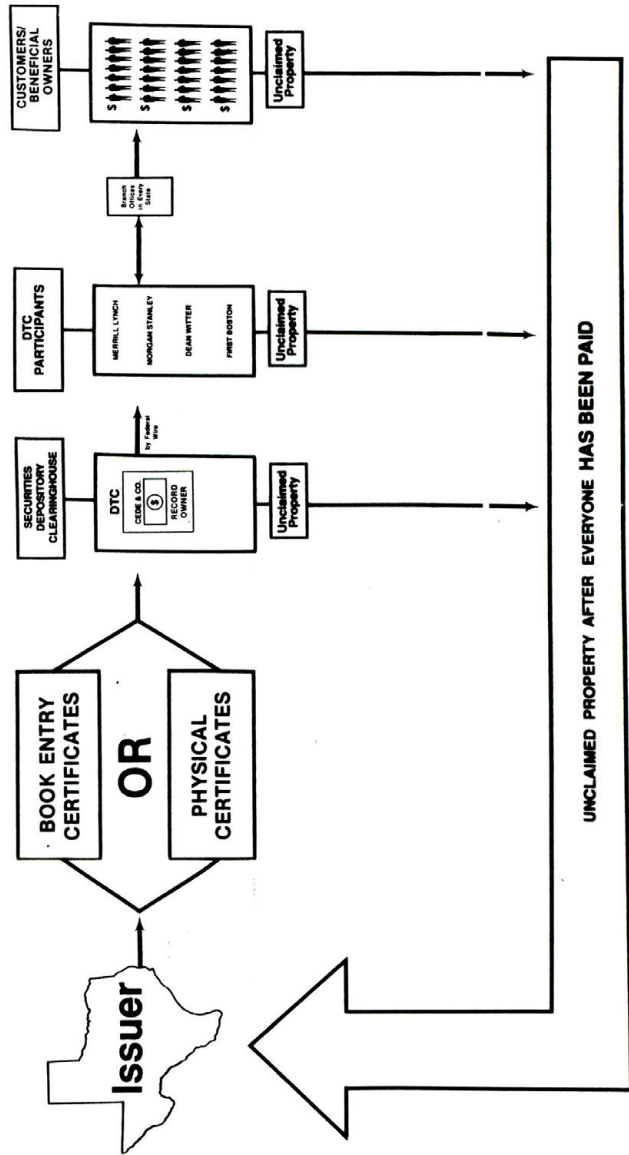 Issuer
BOOK ENTRY
CERTIFICATES
OR
PHYSICAL
CERTIFICATES
SECURITIES
DEPOSITORY
CLEARINGHOUSE
DTC
CEDE & CO.
$
RECORD
OWNER
Unclaimed
Property
by Federal
Wire
DTC
PARTICIPANTS
MERRILL LYNCH
MORGAN STANLEY
DEAN WITTER
FIRST BOSTON
Unclaimed
Property
Branch
Offices
in Every
State
CUSTOMERS/
BENEFICIAL
OWNERS
$
$
$
$
Unclaimed
Property
UNCLAIMED PROPERTY AFTER EVERYONE HAS BEEN PAID